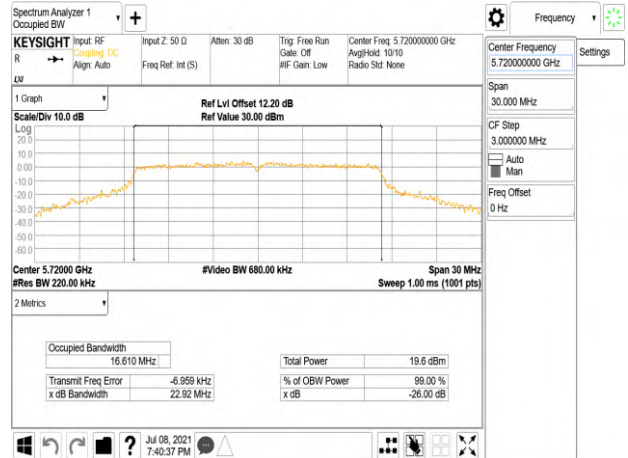 Spectrum Analyzer 1
Occupied BW
Frequency
KEYSIGHT
R
Input: RF
Coupling: DC
Align: Auto
Input Z: 50 Ω
Freq Ref: Int (S)
Atten: 30 dB
Trig: Free Run
Gate: Off
#IF Gain: Low
Center Freq: 5.720000000 GHz
Avg|Hold: 10/10
Radio Std: None
Center Frequency
5.720000000 GHz
Settings
Span
30.000 MHz
CF Step
3.000000 MHz
Auto
Man
Freq Offset
0 Hz
1 Graph
Scale/Div 10.0 dB
Ref Lvl Offset 12.20 dB
Ref Value 30.00 dBm
Log
20.0
10.0
0.00
-10.0
-20.0
-30.0
-40.0
-50.0
-60.0
Center 5.72000 GHz
#Video BW 680.00 kHz
Span 30 MHz
#Res BW 220.00 kHz
Sweep 1.00 ms (1001 pts)
2 Metrics
Occupied Bandwidth
16.610 MHz
Total Power 19.6 dBm
Transmit Freq Error -6.959 kHz
% of OBW Power 99.00 %
x dB Bandwidth 22.92 MHz
x dB -26.00 dB
?
Jul 08, 2021
7:40:37 PM